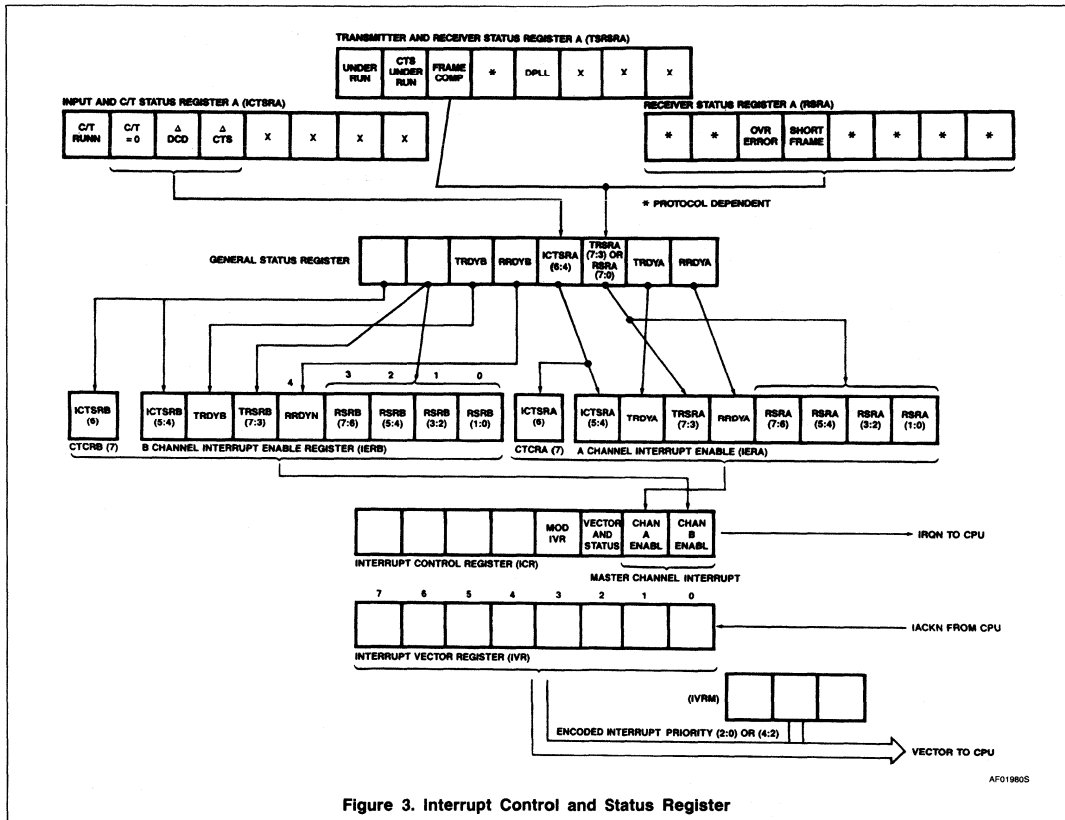 TRANSMITTER AND RECEIVER STATUS REGISTER A (TSRSRA)
UNDER RUN
CTS UNDER RUN
FRAME COMP
*
DPLL
X
X
X
INPUT AND C/T STATUS REGISTER A (ICTSRA)
C/T RUNN
C/T = 0
Δ DCD
Δ CTS
X
X
X
X
RECEIVER STATUS REGISTER A (RSRA)
*
*
OVR ERROR
SHORT FRAME
*
*
*
*
* PROTOCOL DEPENDENT
GENERAL STATUS REGISTER
TRDYB
RRDYB
ICTSRA (6:4)
TRSRA (7:3) OR RSRA (7:0)
TRDYA
RRDYA
4
3
2
1
0
ICTSRB (6)
ICTSRB (5:4)
TRDYB
TRSRB (7:3)
RRDYN
RSRB (7:6)
RSRB (5:4)
RSRB (3:2)
RSRB (1:0)
ICTSRA (6)
ICTSRA (5:4)
TRDYA
TRSRA (7:3)
RRDYA
RSRA (7:6)
RSRA (5:4)
RSRA (3:2)
RSRA (1:0)
CTCRB (7)
B CHANNEL INTERRUPT ENABLE REGISTER (IERB)
CTCRA (7)
A CHANNEL INTERRUPT ENABLE (IERA)
MOD IVR
VECTOR AND STATUS
CHAN A ENABL
CHAN B ENABL
IRQN TO CPU
INTERRUPT CONTROL REGISTER (ICR)
MASTER CHANNEL INTERRUPT
7
6
5
4
3
2
1
0
IACKN FROM CPU
INTERRUPT VECTOR REGISTER (IVR)
(IVRM)
ENCODED INTERRUPT PRIORITY (2:0) OR (4:2)
VECTOR TO CPU
AF01980S
Figure 3. Interrupt Control and Status Register